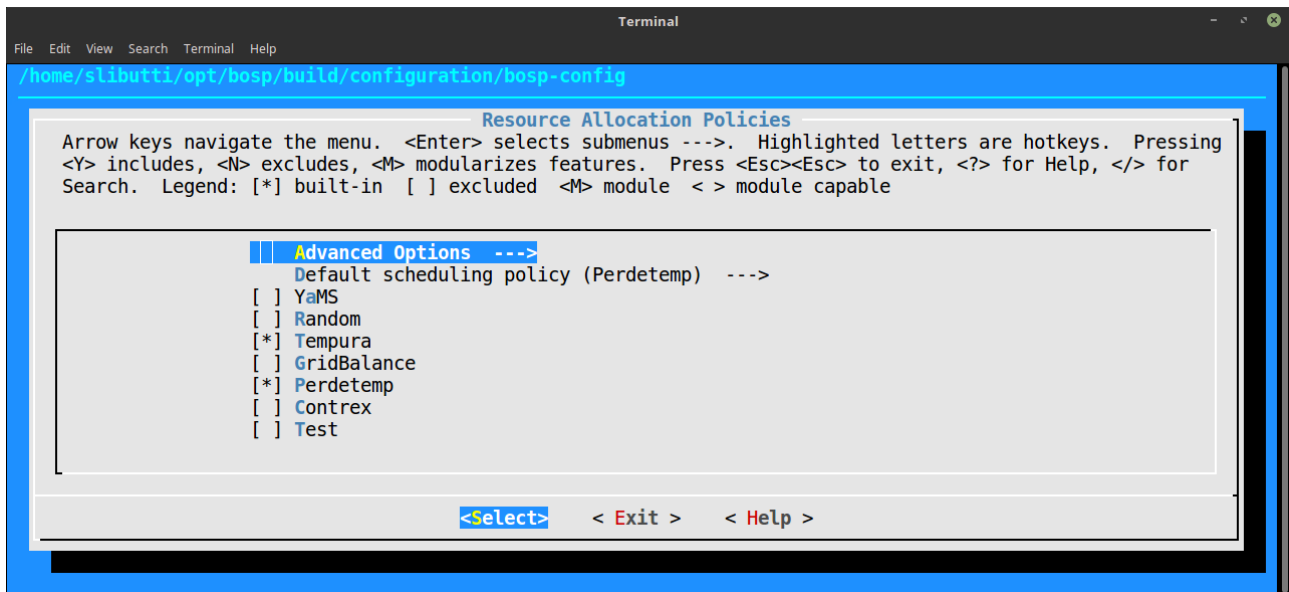 Terminal
File Edit View Search Terminal Help
/home/slibutti/opt/bosp/build/configuration/bosp-config
Resource Allocation Policies
Arrow keys navigate the menu. <Enter> selects submenus --->. Highlighted letters are hotkeys. Pressing
<Y> includes, <N> excludes, <M> modularizes features. Press <Esc><Esc> to exit, <?> for Help, </> for
Search. Legend: [*] built-in [ ] excluded <M> module < > module capable
Advanced Options --->
Default scheduling policy (Perdetemp) --->
[ ] YaMS
[ ] Random
[*] Tempura
[ ] GridBalance
[*] Perdetemp
[ ] Contrex
[ ] Test
<Select> < Exit > < Help >